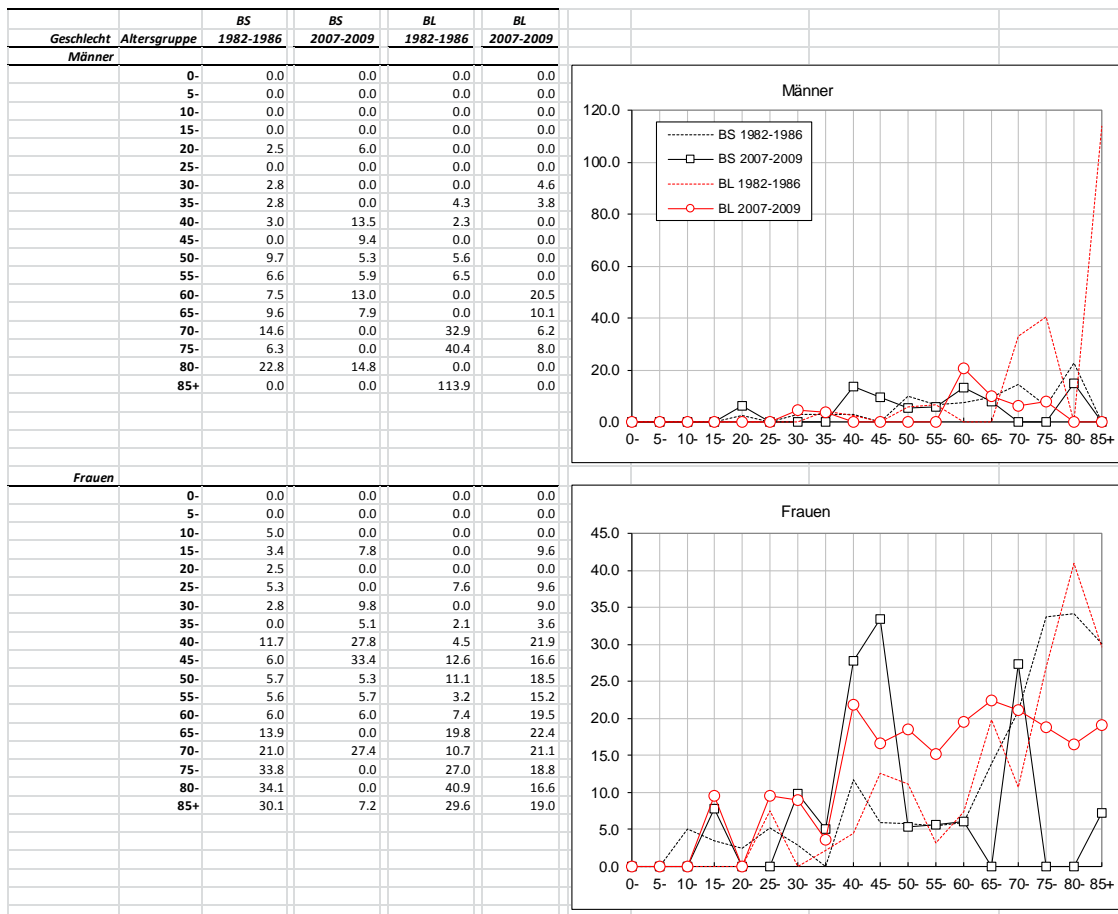 BS BS BL BL
Geschlecht Altersgruppe 1982-1986 2007-2009 1982-1986 2007-2009
Männer
0- 0.0 0.0 0.0 0.0
5- 0.0 0.0 0.0 0.0
10- 0.0 0.0 0.0 0.0
15- 0.0 0.0 0.0 0.0
20- 2.5 6.0 0.0 0.0
25- 0.0 0.0 0.0 0.0
30- 2.8 0.0 0.0 4.6
35- 2.8 0.0 4.3 3.8
40- 3.0 13.5 2.3 0.0
45- 0.0 9.4 0.0 0.0
50- 9.7 5.3 5.6 0.0
55- 6.6 5.9 6.5 0.0
60- 7.5 13.0 0.0 20.5
65- 9.6 7.9 0.0 10.1
70- 14.6 0.0 32.9 6.2
75- 6.3 0.0 40.4 8.0
80- 22.8 14.8 0.0 0.0
85+ 0.0 0.0 113.9 0.0
Männer
120.0
100.0
80.0
60.0
40.0
20.0
0.0
BS 1982-1986
BS 2007-2009
BL 1982-1986
BL 2007-2009
0- 5- 10- 15- 20- 25- 30- 35- 40- 45- 50- 55- 60- 65- 70- 75- 80- 85+
Frauen
0- 0.0 0.0 0.0 0.0
5- 0.0 0.0 0.0 0.0
10- 5.0 0.0 0.0 0.0
15- 3.4 7.8 0.0 9.6
20- 2.5 0.0 0.0 0.0
25- 5.3 0.0 7.6 9.6
30- 2.8 9.8 0.0 9.0
35- 0.0 5.1 2.1 3.6
40- 11.7 27.8 4.5 21.9
45- 6.0 33.4 12.6 16.6
50- 5.7 5.3 11.1 18.5
55- 5.6 5.7 3.2 15.2
60- 6.0 6.0 7.4 19.5
65- 13.9 0.0 19.8 22.4
70- 21.0 27.4 10.7 21.1
75- 33.8 0.0 27.0 18.8
80- 34.1 0.0 40.9 16.6
85+ 30.1 7.2 29.6 19.0
Frauen
45.0
40.0
35.0
30.0
25.0
20.0
15.0
10.0
5.0
0.0
0- 5- 10- 15- 20- 25- 30- 35- 40- 45- 50- 55- 60- 65- 70- 75- 80- 85+